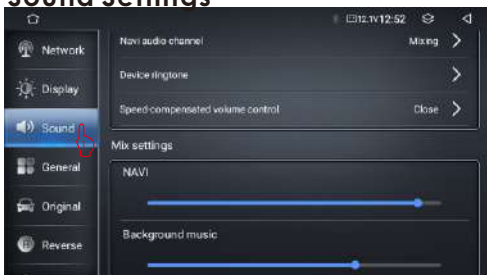 Sound Settings
12.1V 12:52
Network
Navi audio channel
Mixing
Device ringtone
Display
Speed-compensated volume control
Close
Sound
Mix settings
General
NAVI
Original
Background music
Reverse